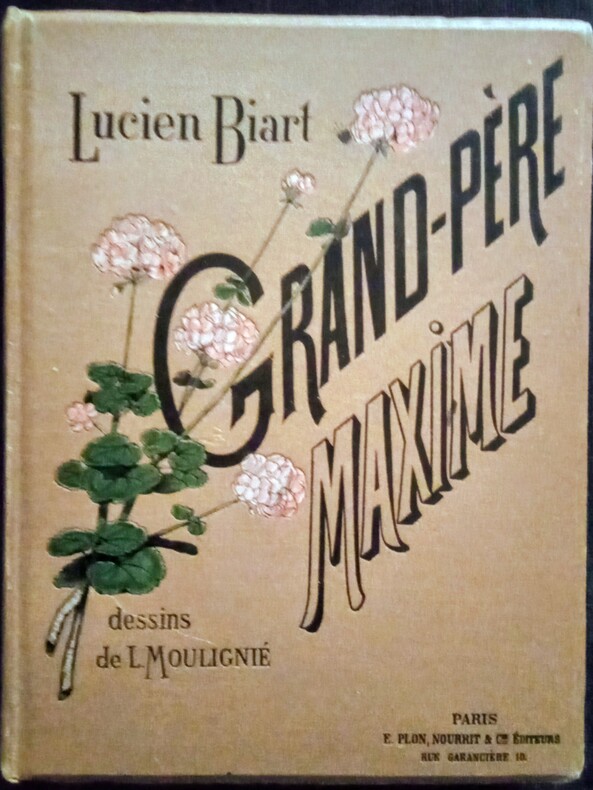 Lucien Biart
GRAND-PÈRE
MAXIME
dessins
de L. MOULIGNIÉ
PARIS
E. PLON, NOURRIT & Cie ÉDITEURS
RUE GARANCIÈRE 10.